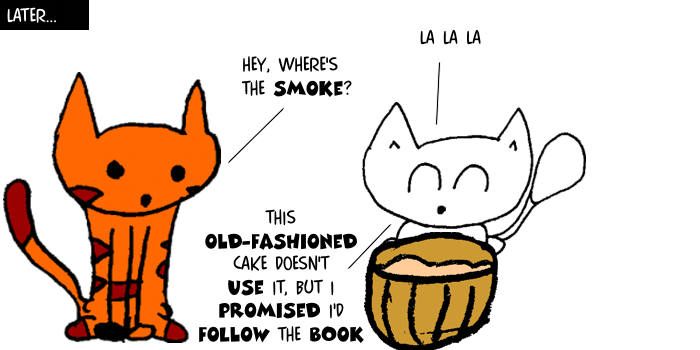 LATER...
HEY, WHERE'S
THE SMOKE?
LA LA LA
THIS
OLD-FASHIONED
CAKE DOESN'T
USE IT, BUT I
PROMISED I'D
FOLLOW THE BOOK